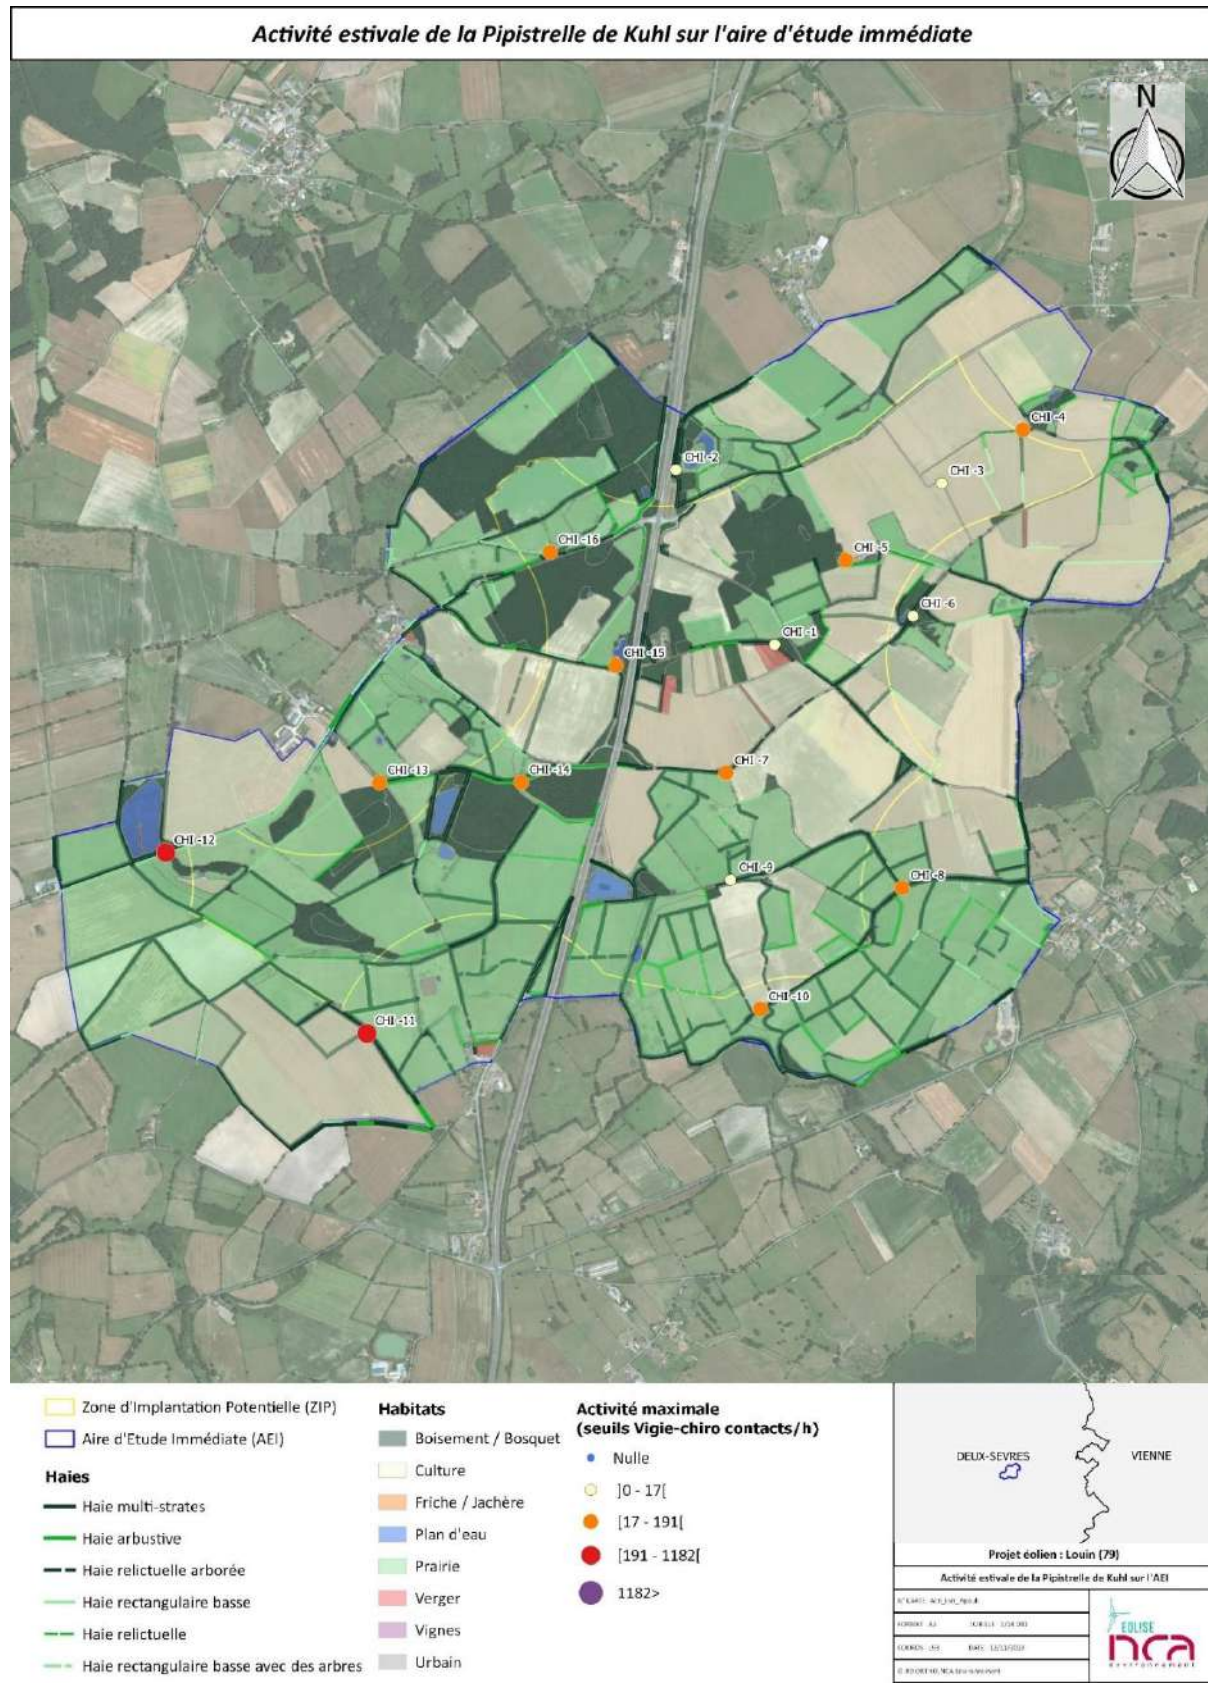 Activité estivale de la Pipistrelle de Kuhl sur l'aire d'étude immédiate
N
CHI -4
CHI -2
CHI -3
CHI -16
CHI -5
CHI -6
CHI -1
CHI -15
CHI -7
CHI -13
CHI -14
CHI -12
CHI -9
CHI -8
CHI -10
CHI -11
Zone d'Implantation Potentielle (ZIP)
Aire d'Etude Immédiate (AEI)
Haies
Haie multi-strates
Haie arbustive
Haie relictuelle arborée
Haie rectangulaire basse
Haie relictuelle
Haie rectangulaire basse avec des arbres
Habitats
Boisement / Bosquet
Culture
Friche / Jachère
Plan d'eau
Prairie
Verger
Vignes
Urbain
Activité maximale
(seuils Vigie-chiro contacts/h)
Nulle
]0 - 17[
[17 - 191[
[191 - 1182[
1182>
DEUX-SEVRES
VIENNE
Projet éolien : Louin (79)
Activité estivale de la Pipistrelle de Kuhl sur l'AEI
EOLISE
nca
environnement